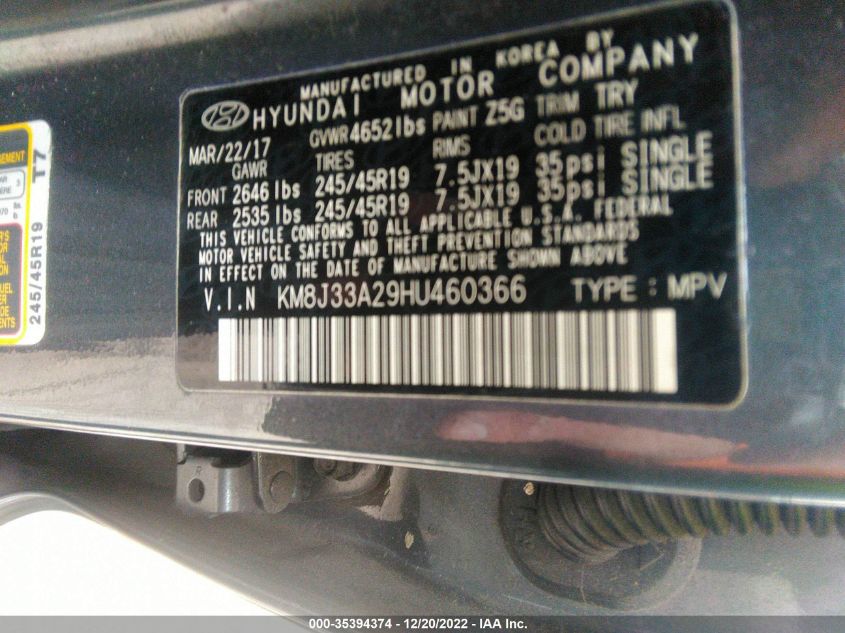 MANUFACTURED IN KOREA BY
HYUNDAI MOTOR COMPANY
MAR/22/17 GVWR 4652 lbs PAINT Z5G TRIM TRY
GAWR TIRES RIMS COLD TIRE INFL
FRONT 2646 lbs 245/45R19 7.5JX19 35psi SINGLE
REAR 2535 lbs 245/45R19 7.5JX19 35psi SINGLE
THIS VEHICLE CONFORMS TO ALL APPLICABLE U.S.A. FEDERAL
MOTOR VEHICLE SAFETY AND THEFT PREVENTION STANDARDS
IN EFFECT ON THE DATE OF MANUFACTURE SHOWN ABOVE
V.I.N KM8J33A29HU460366 TYPE : MPV
245/45R19 T7
000-35394374 - 12/20/2022 - IAA Inc.